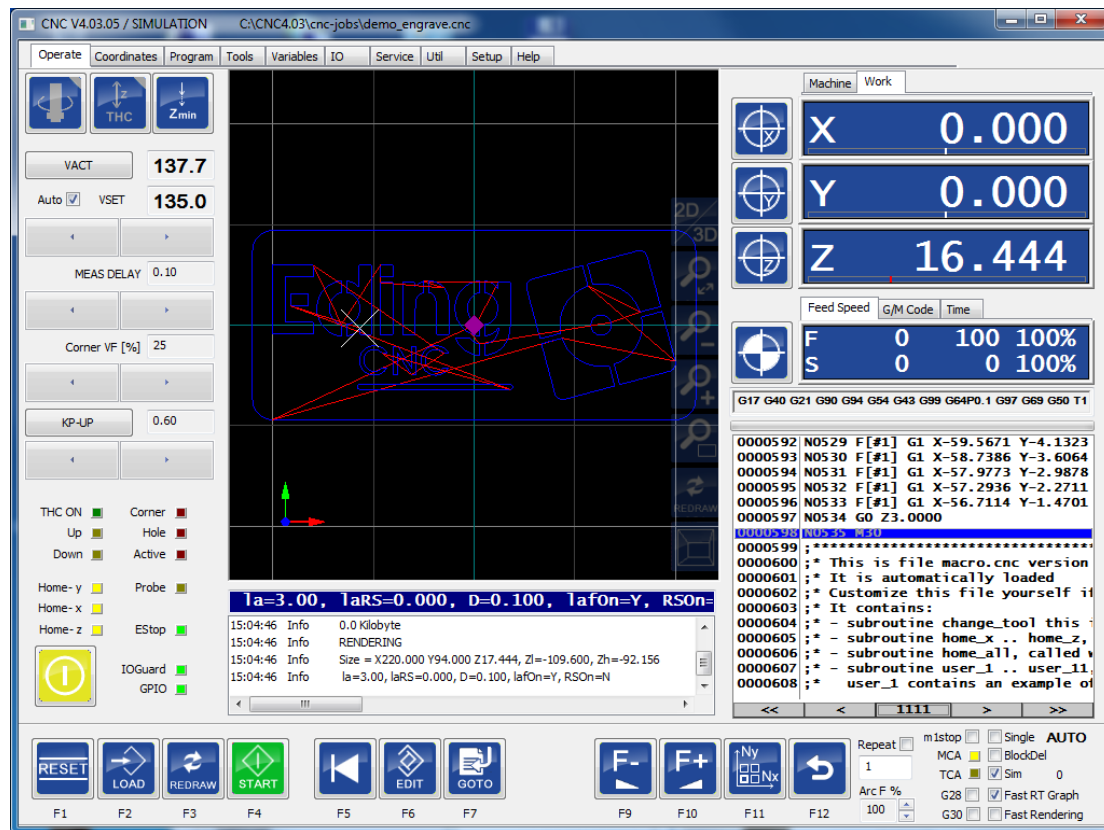 CNC V4.03.05 / SIMULATION C:\CNC4.03\cnc-jobs\demo_engrave.cnc
Operate Coordinates Program Tools Variables IO Service Util Setup Help
Z THC Zmin
VACT 137.7
Auto VSET 135.0
MEAS DELAY 0.10
Corner VF [%] 25
KP-UP 0.60
THC ON Corner
Up Hole
Down Active
Home- y Probe
Home- x
Home- z EStop
IOGuard
GPIO
2D/3D
Eding
CNC
REDRAW
la=3.00, laRS=0.000, D=0.100, lafOn=Y, RSOn=
15:04:46 Info 0.0 Kilobyte
15:04:46 Info RENDERING
15:04:46 Info Size = X220.000 Y94.000 Z17.444, Zl=-109.600, Zh=-92.156
15:04:46 Info la=3.00, laRS=0.000, D=0.100, lafOn=Y, RSOn=N
Machine Work
X 0.000
Y 0.000
Z 16.444
Feed Speed G/M Code Time
F 0 100 100%
S 0 0 100%
G17 G40 G21 G90 G94 G54 G43 G99 G64P0.1 G97 G69 G50 T1
0000592 N0529 F[#1] G1 X-59.5671 Y-4.1323
0000593 N0530 F[#1] G1 X-58.7386 Y-3.6064
0000594 N0531 F[#1] G1 X-57.9773 Y-2.9878
0000595 N0532 F[#1] G1 X-57.2936 Y-2.2711
0000596 N0533 F[#1] G1 X-56.7114 Y-1.4701
0000597 N0534 G0 Z3.0000
0000598 N0535 M30
0000599 ;**********************************
0000600 ;* This is file macro.cnc version
0000601 ;* It is automatically loaded
0000602 ;* Customize this file yourself if
0000603 ;* It contains:
0000604 ;* - subroutine change_tool this i
0000605 ;* - subroutine home_x .. home_z,
0000606 ;* - subroutine home_all, called w
0000607 ;* - subroutine user_1 .. user_11,
0000608 ;* user_1 contains an example of
<< < 1111 > >>
RESET LOAD REDRAW START EDIT GOTO F- F+ Ny Nx
F1 F2 F3 F4 F5 F6 F7 F9 F10 F11 F12
Repeat
1
Arc F %
100
m1stop Single AUTO
MCA BlockDel
TCA Sim 0
G28 Fast RT Graph
G30 Fast Rendering